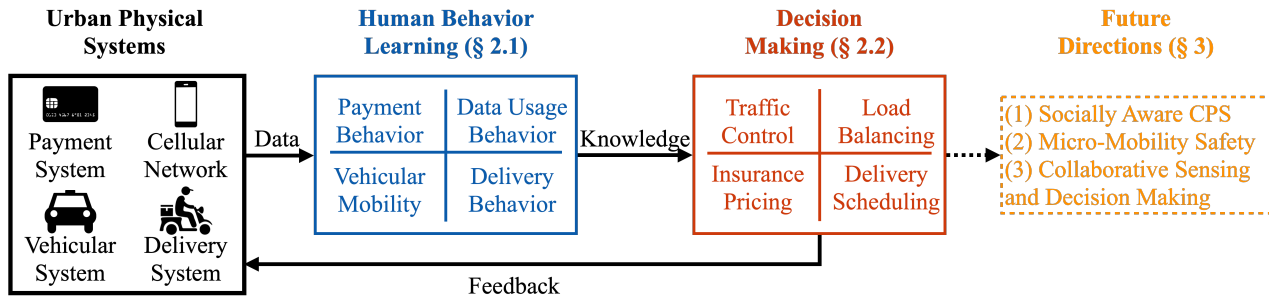 Urban Physical
Systems
Payment
System
Cellular
Network
Vehicular
System
Delivery
System
Data
Human Behavior
Learning (§ 2.1)
Payment
Behavior
Data Usage
Behavior
Vehicular
Mobility
Delivery
Behavior
Knowledge
Decision
Making (§ 2.2)
Traffic
Control
Load
Balancing
Insurance
Pricing
Delivery
Scheduling
Feedback
Future
Directions (§ 3)
(1) Socially Aware CPS
(2) Micro-Mobility Safety
(3) Collaborative Sensing
and Decision Making